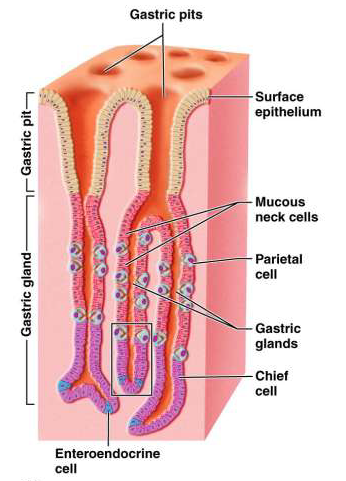 Gastric pits
Surface
epithelium
Gastric pit
Mucous
neck cells
Parietal
cell
Gastric gland
Gastric
glands
Chief
cell
Enteroendocrine
cell